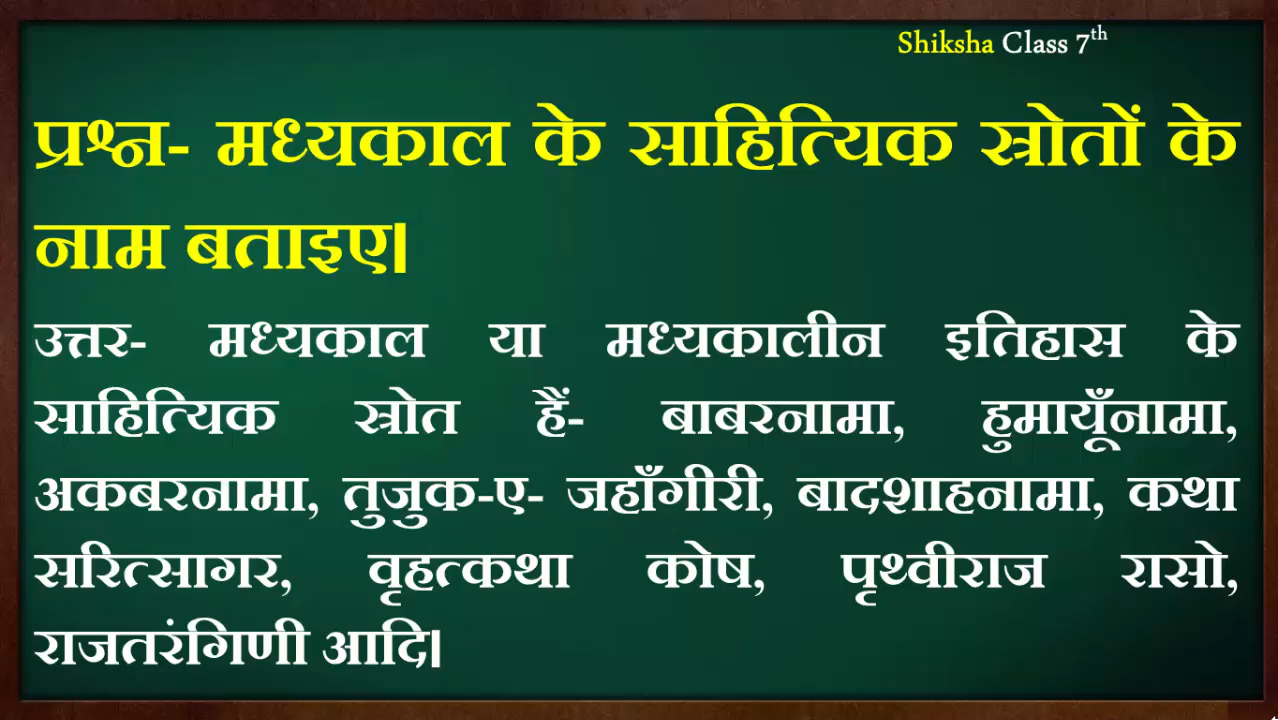 Shiksha Class 7th
प्रश्न- मध्यकाल के साहित्यिक स्रोतों के
नाम बताइए।
उत्तर- मध्यकाल या मध्यकालीन इतिहास के
साहित्यिक स्रोत हैं- बाबरनामा, हुमायूँनामा,
अकबरनामा, तुजुक-ए- जहाँगीरी, बादशाहनामा, कथा
सरित्सागर, वृहत्कथा कोष, पृथ्वीराज रासो,
राजतरंगिणी आदि।